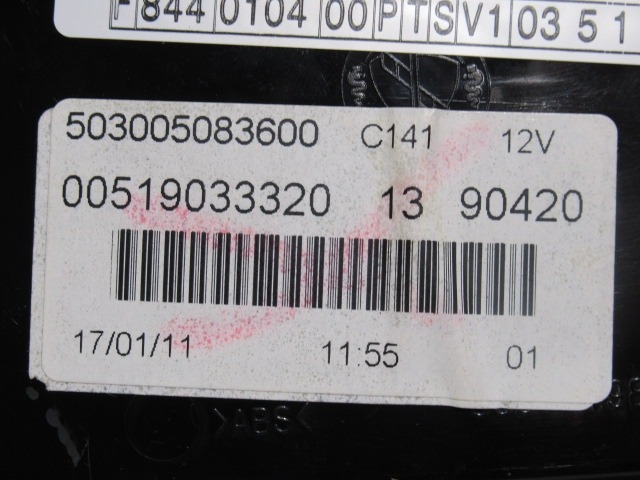 F 844 0104 00 P T S V1 03 5 1
503005083600 C141 12V
00519033320 13 90420
17/01/11 11:55 01
>ABS<